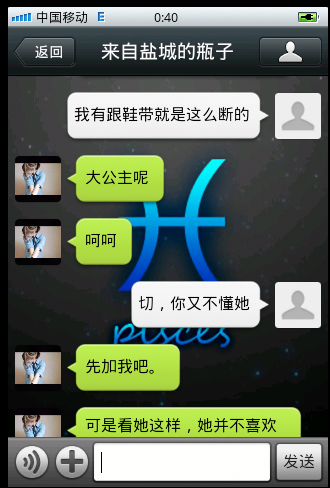 中国移动 E 0:40
返回 来自盐城的瓶子
我有跟鞋带就是这么断的
大公主呢
呵呵
切，你又不懂她
pisces
先加我吧。
可是看她这样，她并不喜欢
发送